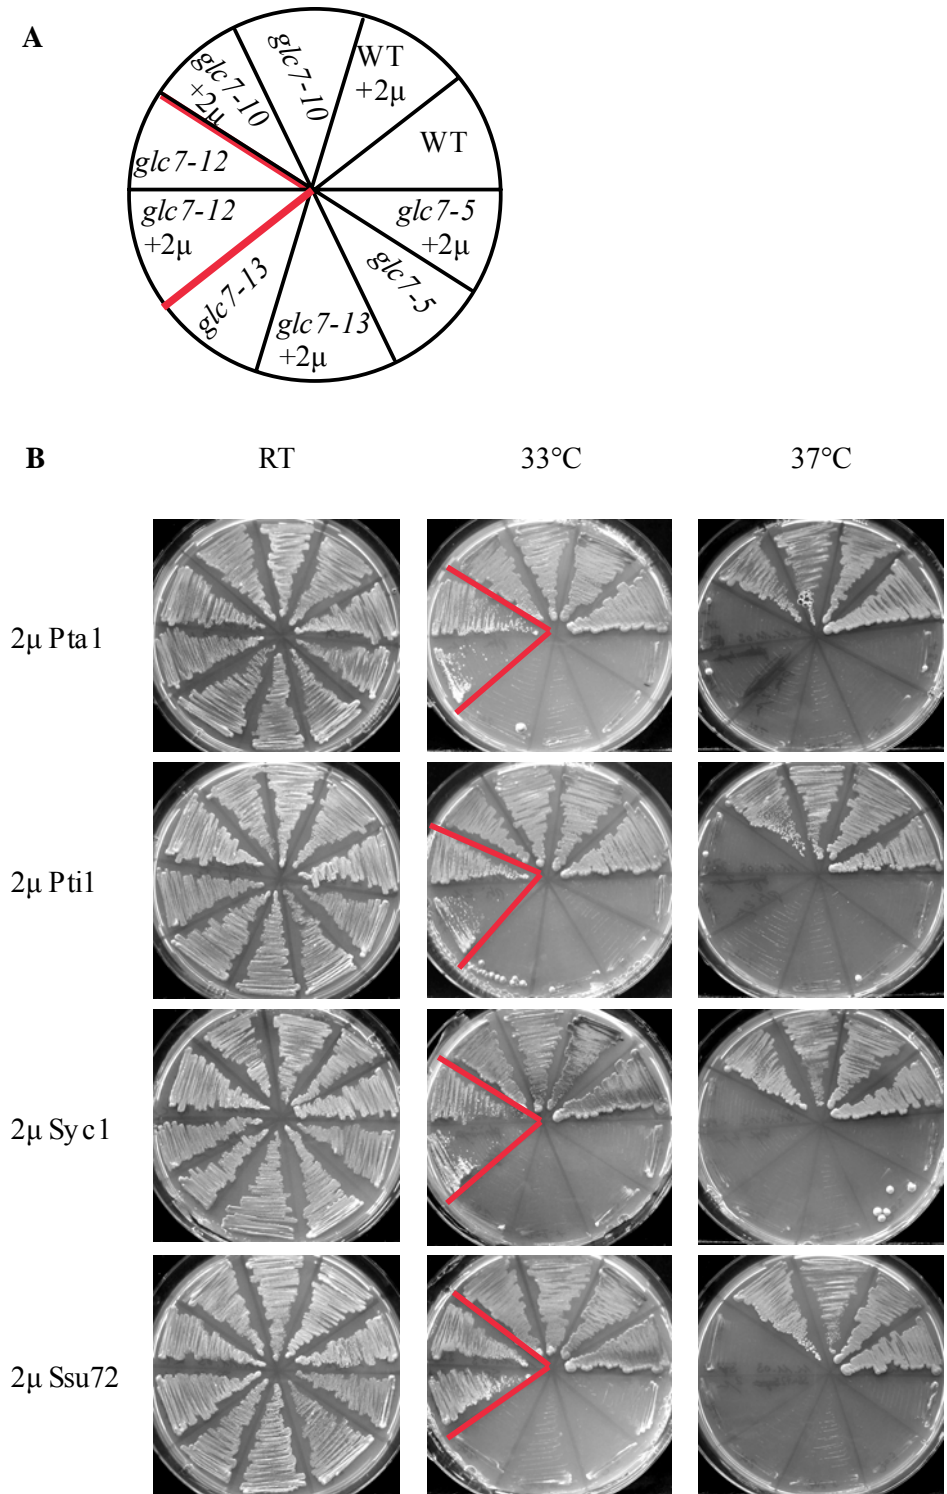 A
glc7-10
+2μ
glc7-10
WT
+2μ
WT
glc7-12
glc7-12
+2μ
glc7-5
+2μ
glc7-13
glc7-13
+2μ
glc7-5
B RT 33°C 37°C
2μ Pta1
2μ Pti1
2μ Syc1
2μ Ssu72